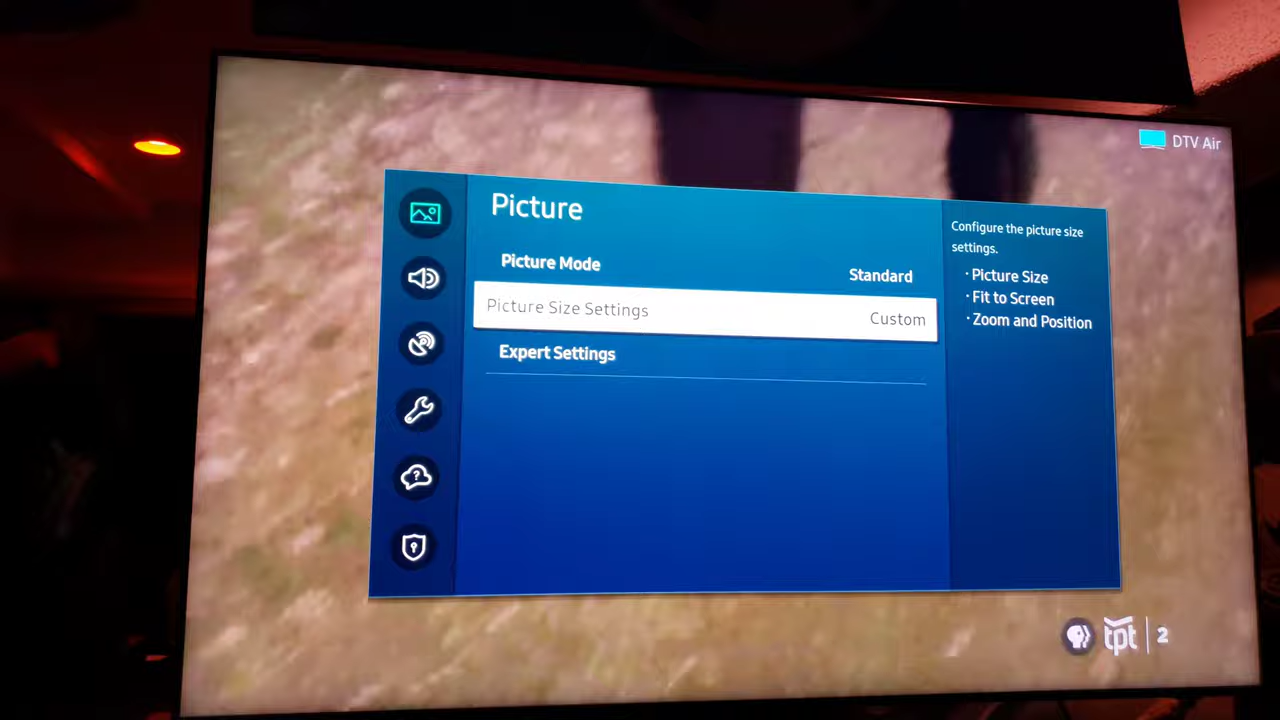 DTV Air
Picture
Picture Mode
Standard
Picture Size Settings
Custom
Expert Settings
Configure the picture size
settings.
· Picture Size
· Fit to Screen
· Zoom and Position
?
tpt | 2